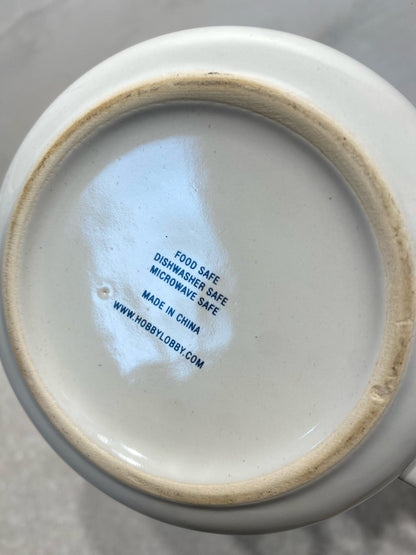 FOOD SAFE
DISHWASHER SAFE
MICROWAVE SAFE
MADE IN CHINA
WWW.HOBBYLOBBY.COM